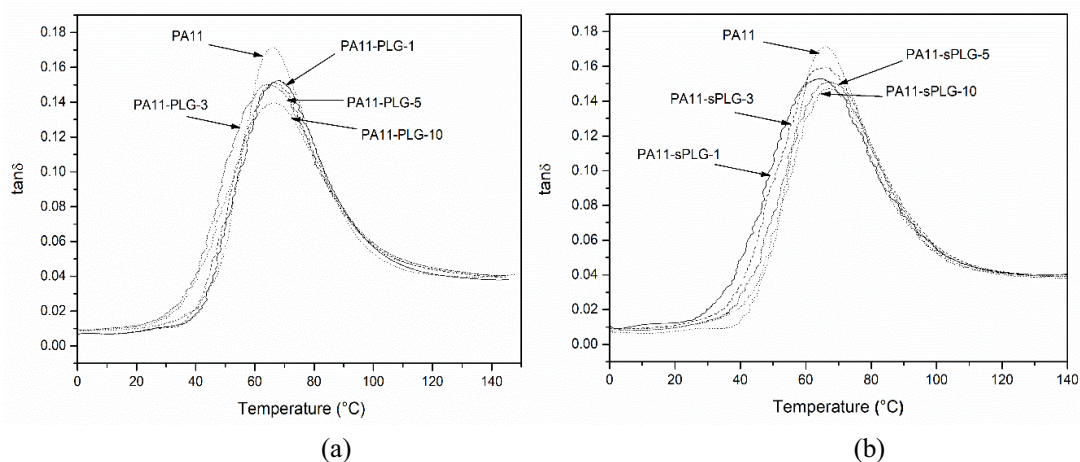 0.18
0.16
0.14
0.12
0.10
0.08
0.06
0.04
0.02
0.00
tanδ
PA11
PA11-PLG-1
PA11-PLG-3
PA11-PLG-5
PA11-PLG-10
0 20 40 60 80 100 120 140
Temperature (°C)
(a)
0.18
0.16
0.14
0.12
0.10
0.08
0.06
0.04
0.02
0.00
tanδ
PA11
PA11-sPLG-5
PA11-sPLG-3
PA11-sPLG-10
PA11-sPLG-1
0 20 40 60 80 100 120 140
Temperature (°C)
(b)